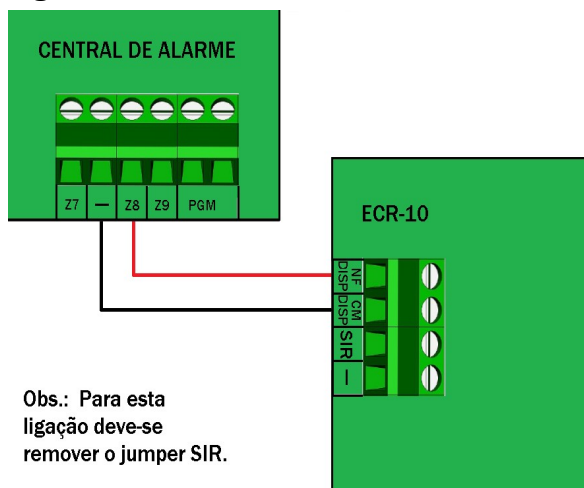 CENTRAL DE ALARME
Z7 — Z8 Z9 PGM
ECR-10
NF DISP
CM DISP
SIR
—
Obs.: Para esta
ligação deve-se
remover o jumper SIR.